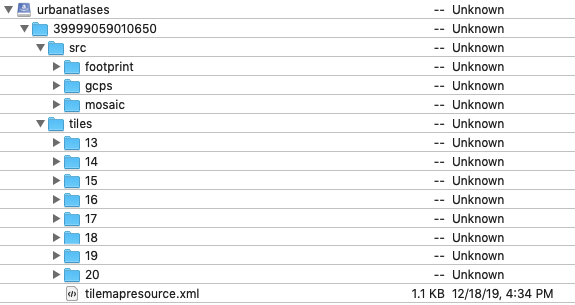 urbanatlases -- Unknown
39999059010650 -- Unknown
src -- Unknown
footprint -- Unknown
gcps -- Unknown
mosaic -- Unknown
tiles -- Unknown
13 -- Unknown
14 -- Unknown
15 -- Unknown
16 -- Unknown
17 -- Unknown
18 -- Unknown
19 -- Unknown
20 -- Unknown
tilemapresource.xml 1.1 KB 12/18/19, 4:34 PM